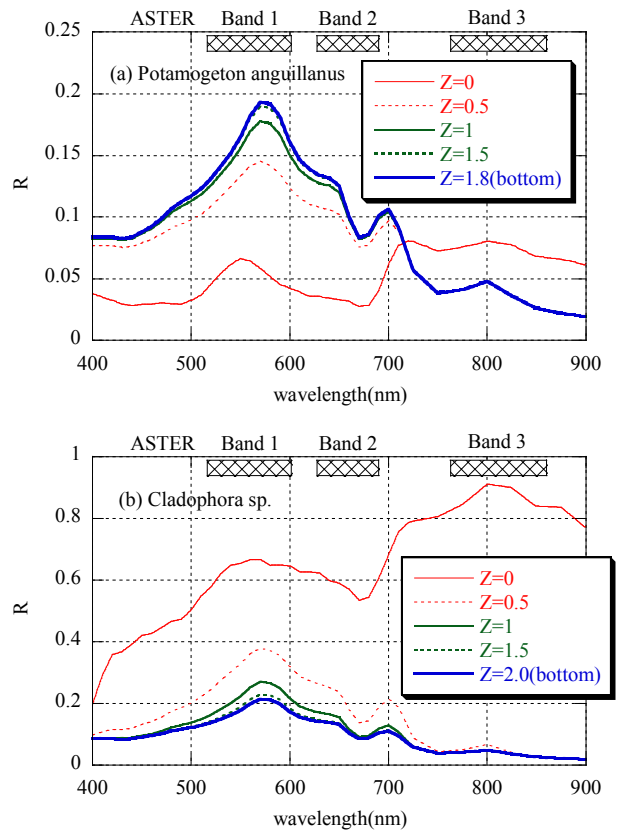 ASTER Band 1 Band 2 Band 3
0.25
(a) Potamogeton anguillanus
Z=0
Z=0.5
Z=1
Z=1.5
Z=1.8(bottom)
0.2
0.15
R
0.1
0.05
0
400 500 600 700 800 900
wavelength(nm)
ASTER Band 1 Band 2 Band 3
1
(b) Cladophora sp.
0.8
0.6
R
0.4
0.2
0
Z=0
Z=0.5
Z=1
Z=1.5
Z=2.0(bottom)
400 500 600 700 800 900
wavelength(nm)